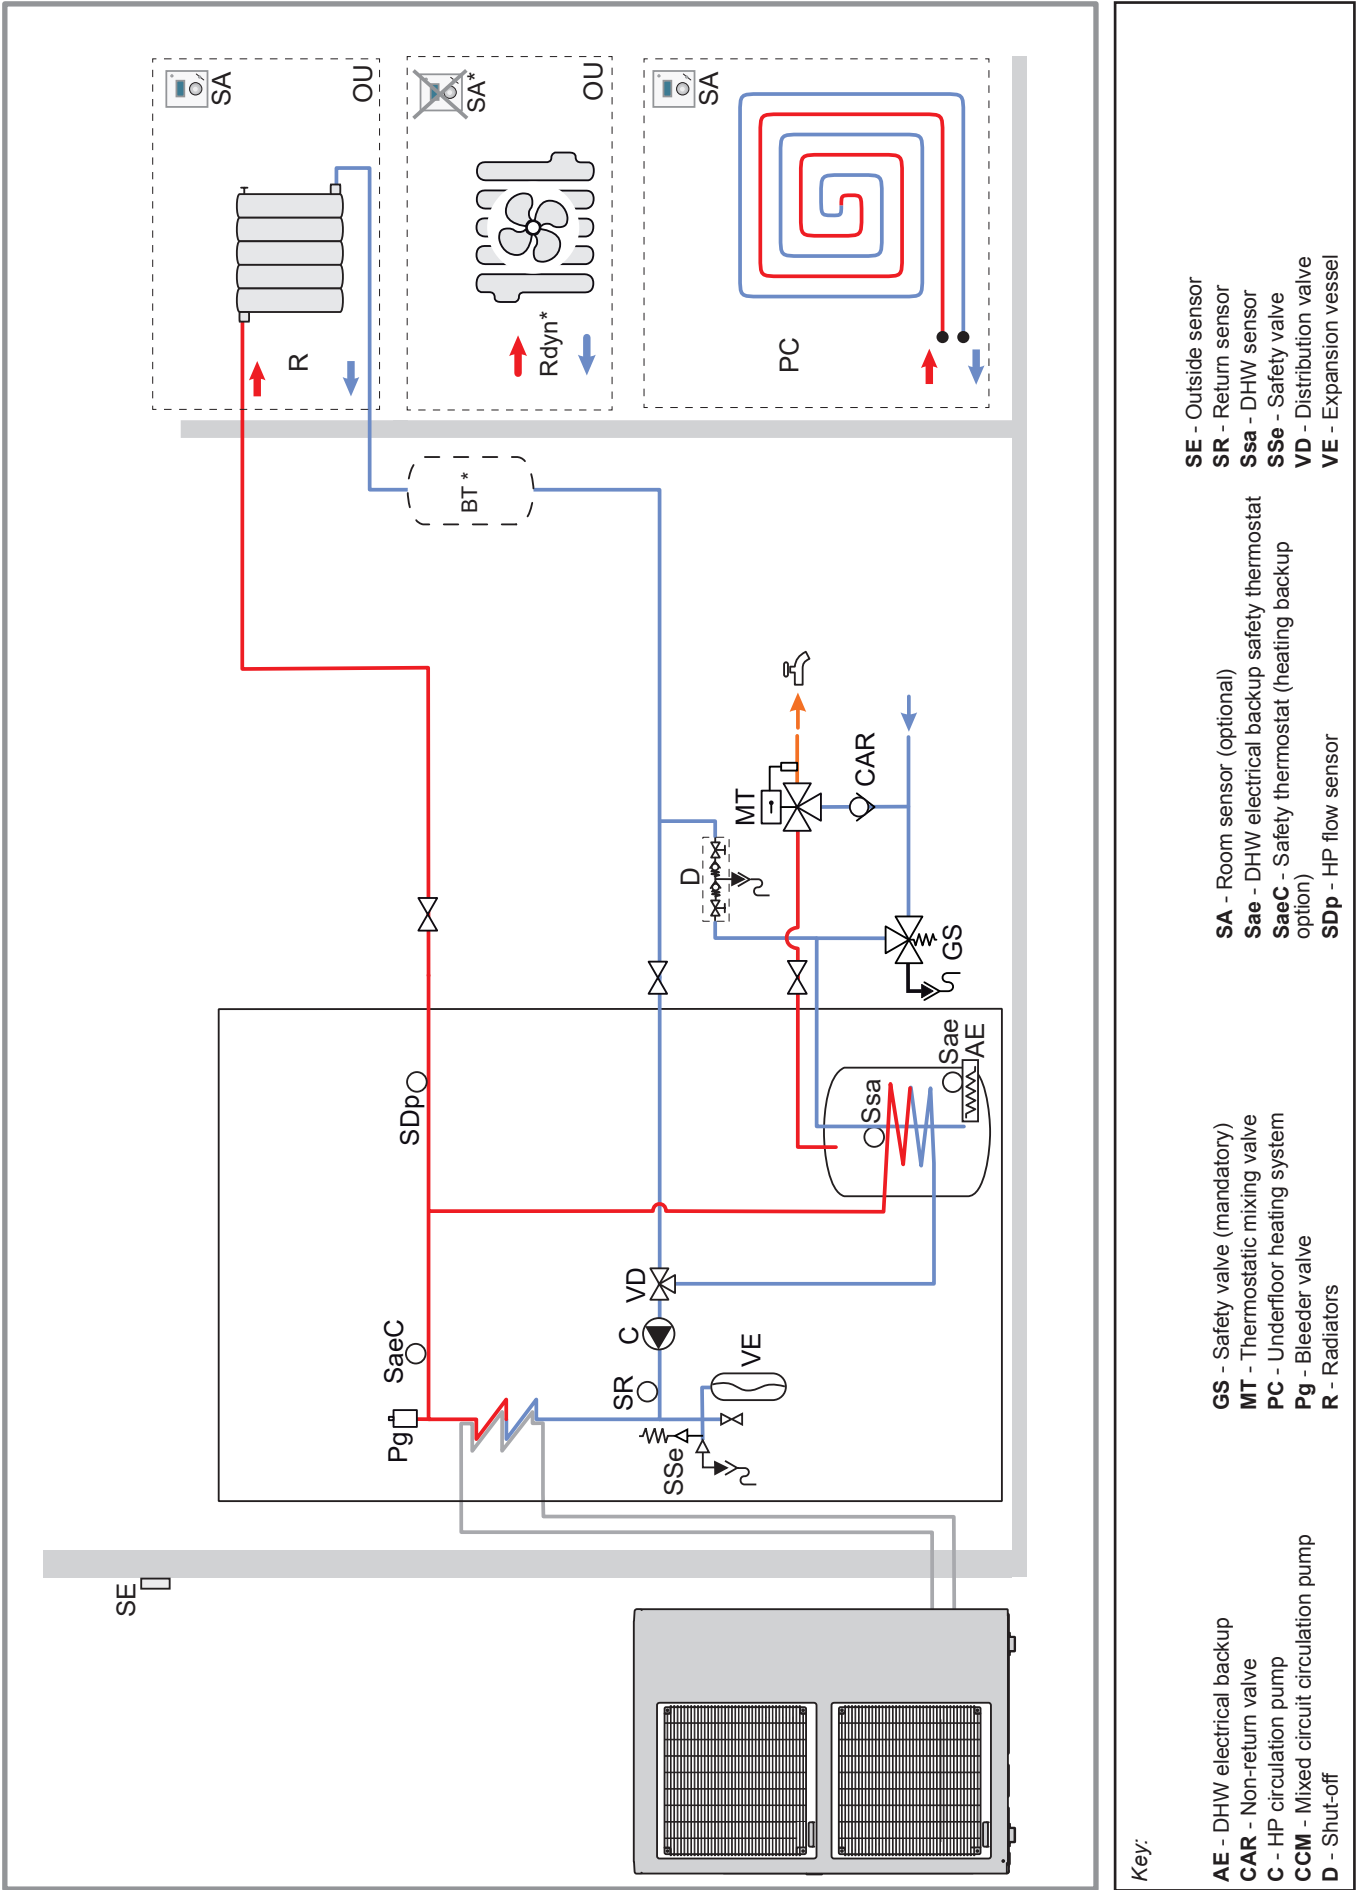 SE
SA
OU
SA*
OU
SA
R
Rdyn*
PC
BT *
SDp
SaeC
Pg
SR
C
VD
SSe
VE
D
MT
CAR
GS
Ssa
Sae
AE
Key:
AE - DHW electrical backup
CAR - Non-return valve
C - HP circulation pump
CCM - Mixed circuit circulation pump
D - Shut-off
GS - Safety valve (mandatory)
MT - Thermostatic mixing valve
PC - Underfloor heating system
Pg - Bleeder valve
R - Radiators
SA - Room sensor (optional)
Sae - DHW electrical backup safety thermostat
SaeC - Safety thermostat (heating backup
option)
SDp - HP flow sensor
SE - Outside sensor
SR - Return sensor
Ssa - DHW sensor
SSe - Safety valve
VD - Distribution valve
VE - Expansion vessel